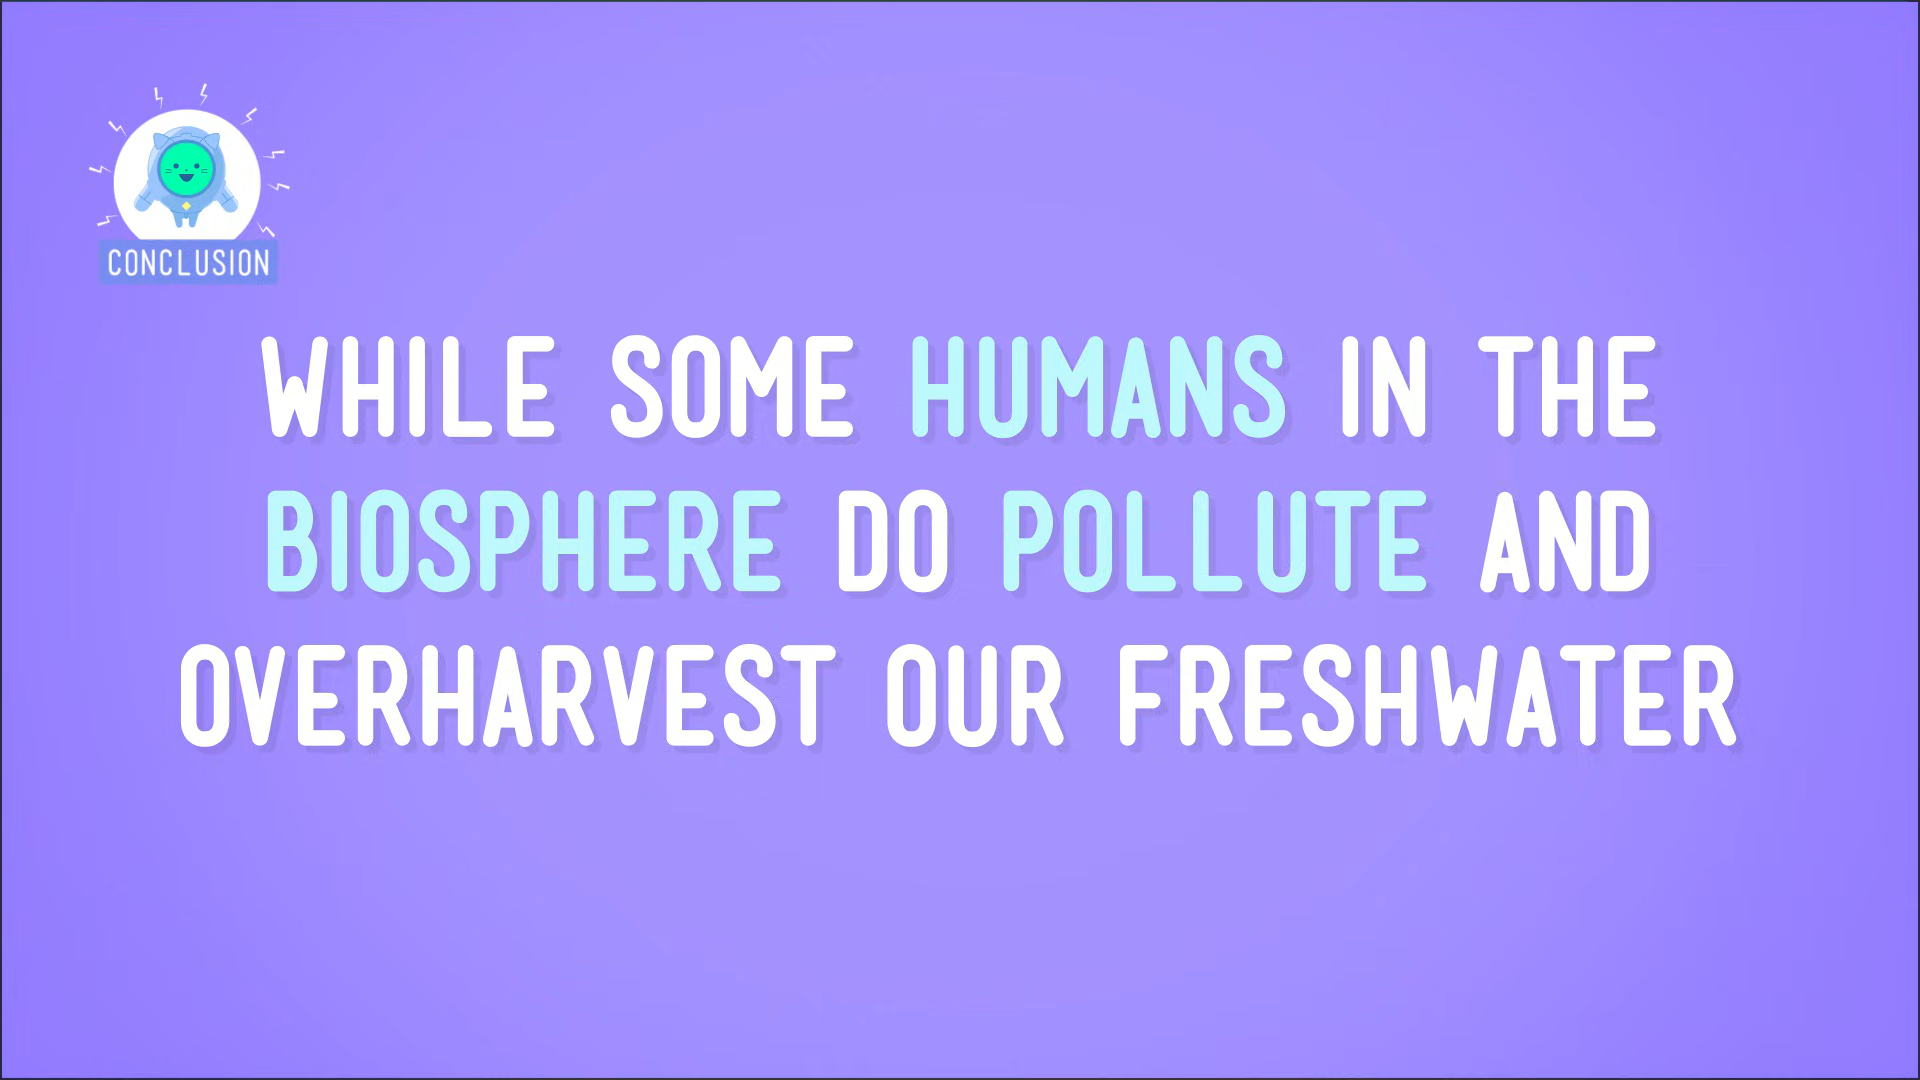 CONCLUSION
WHILE SOME HUMANS IN THE
BIOSPHERE DO POLLUTE AND
OVERHARVEST OUR FRESHWATER